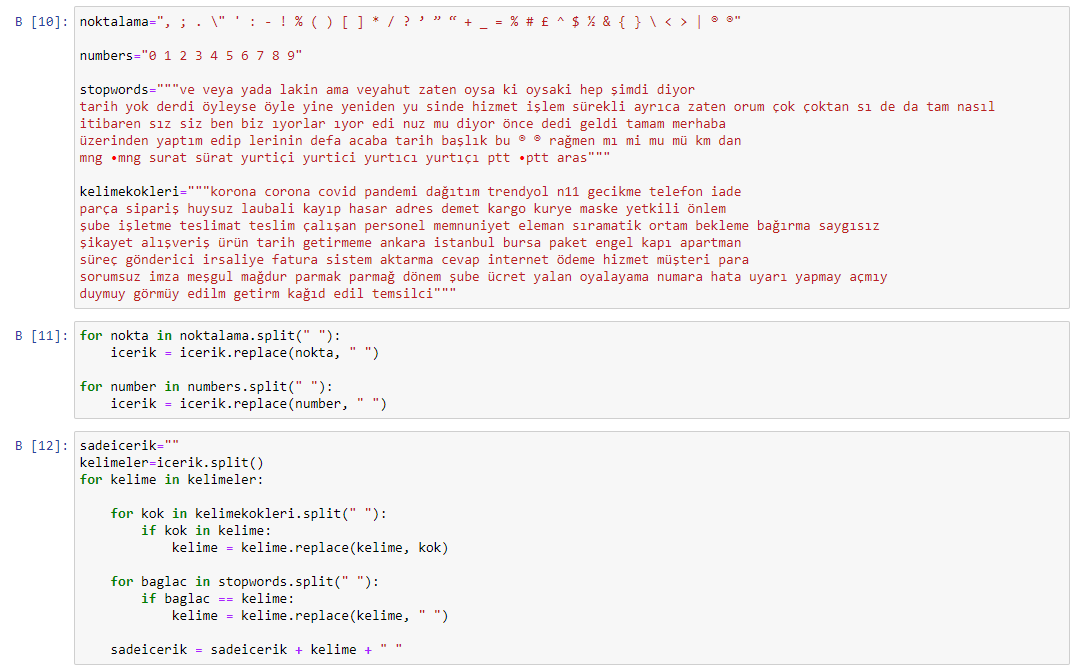 B [10]: noktalama=", ; . \" ' : - ! % ( ) [ ] * / ? ’ ” “ + _ = % # £ ^ $ ½ & { } \ < > | ® ®"
numbers="0 1 2 3 4 5 6 7 8 9"
stopwords="""ve veya yada lakin ama veyahut zaten oysa ki oysaki hep şimdi diyor
tarih yok derdi öyleyse öyle yine yeniden yu sinde hizmet işlem sürekli ayrıca zaten orum çok çoktan sı de da tam nasıl
itibaren sız siz ben biz ıyorlar ıyor edi nuz mu diyor önce dedi geldi tamam merhaba
üzerinden yaptım edip lerinin defa acaba tarih başlık bu ® ® rağmen mı mi mu mü km dan
mng •mng surat sürat yurtiçi yurtici yurtıcı yurtıçı ptt •ptt aras"""
kelimekokleri="""korona corona covid pandemi dağıtım trendyol n11 gecikme telefon iade
parça sipariş huysuz laubali kayıp hasar adres demet kargo kurye maske yetkili önlem
şube işletme teslimat teslim çalışan personel memnuniyet eleman sıramatik ortam bekleme bağırma saygısız
şikayet alışveriş ürün tarih getirmeme ankara istanbul bursa paket engel kapı apartman
süreç gönderici irsaliye fatura sistem aktarma cevap internet ödeme hizmet müşteri para
sorumsuz imza meşgul mağdur parmak parmağ dönem şube ücret yalan oyalayama numara hata uyarı yapmay açmıy
duymuy görmüy edilm getirm kağıd edil temsilci"""
B [11]: for nokta in noktalama.split(" "):
icerik = icerik.replace(nokta, " ")
for number in numbers.split(" "):
icerik = icerik.replace(number, " ")
B [12]: sadeicerik=""
kelimeler=icerik.split()
for kelime in kelimeler:
for kok in kelimekokleri.split(" "):
if kok in kelime:
kelime = kelime.replace(kelime, kok)
for baglac in stopwords.split(" "):
if baglac == kelime:
kelime = kelime.replace(kelime, " ")
sadeicerik = sadeicerik + kelime + " "